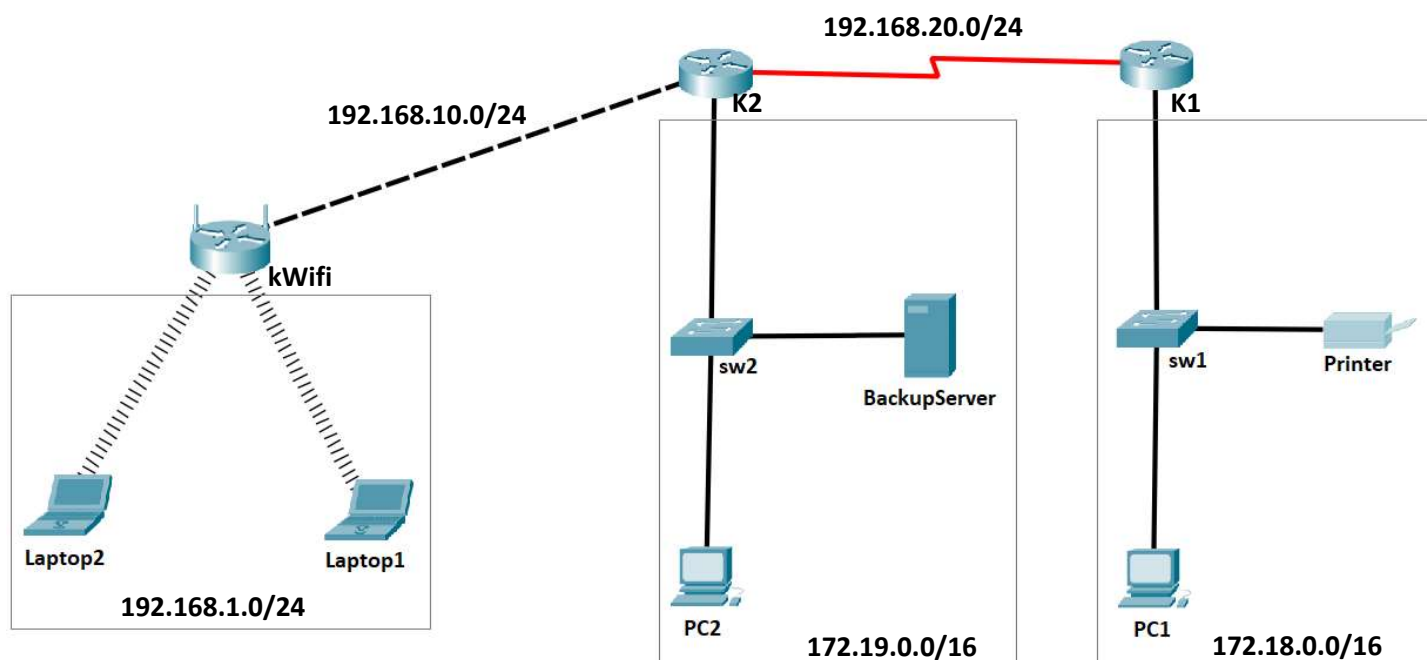 192.168.20.0/24
K2
K1
192.168.10.0/24
kWifi
sw2
BackupServer
sw1
Printer
Laptop2
Laptop1
192.168.1.0/24
PC2
172.19.0.0/16
PC1
172.18.0.0/16